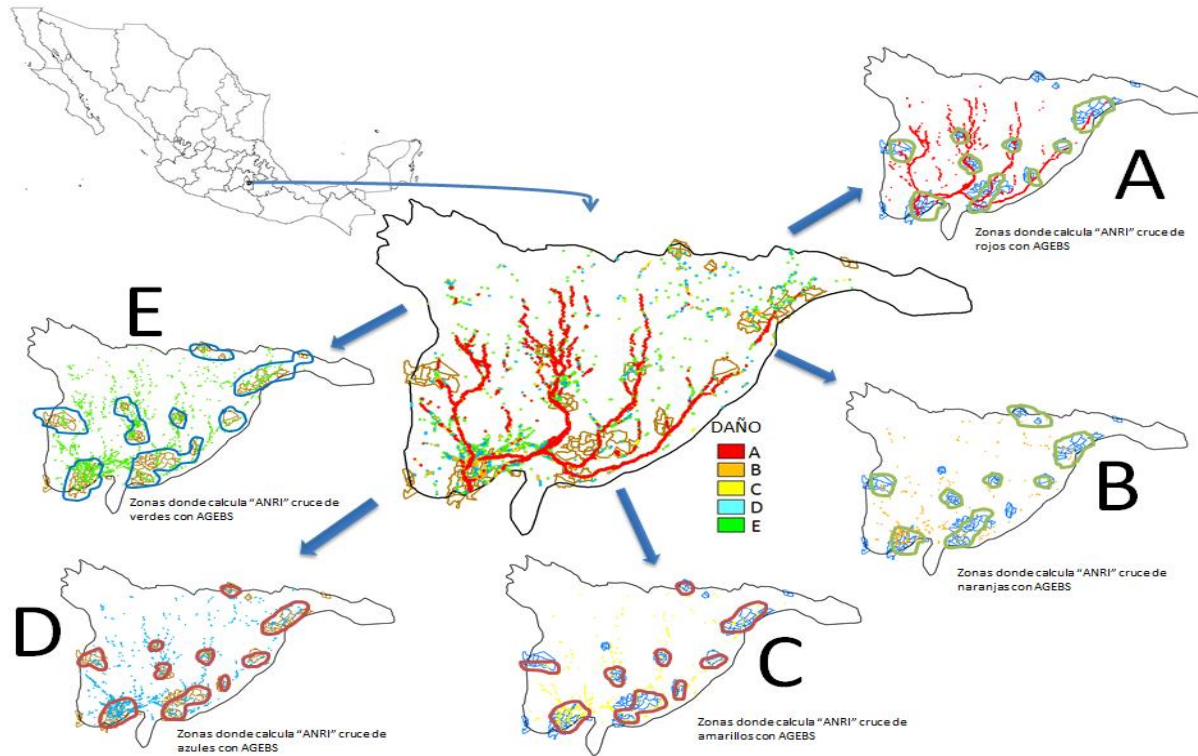 A
Zonas donde calcula “ANRI” cruce de
rojos con AGEBS
E
Zonas donde calcula “ANRI” cruce de
verdes con AGEBS
DAÑO
A
B
C
D
E
B
Zonas donde calcula “ANRI” cruce de
naranjas con AGEBS
D
Zonas donde calcula “ANRI” cruce de
azules con AGEBS
C
Zonas donde calcula “ANRI” cruce de
amarillos con AGEBS